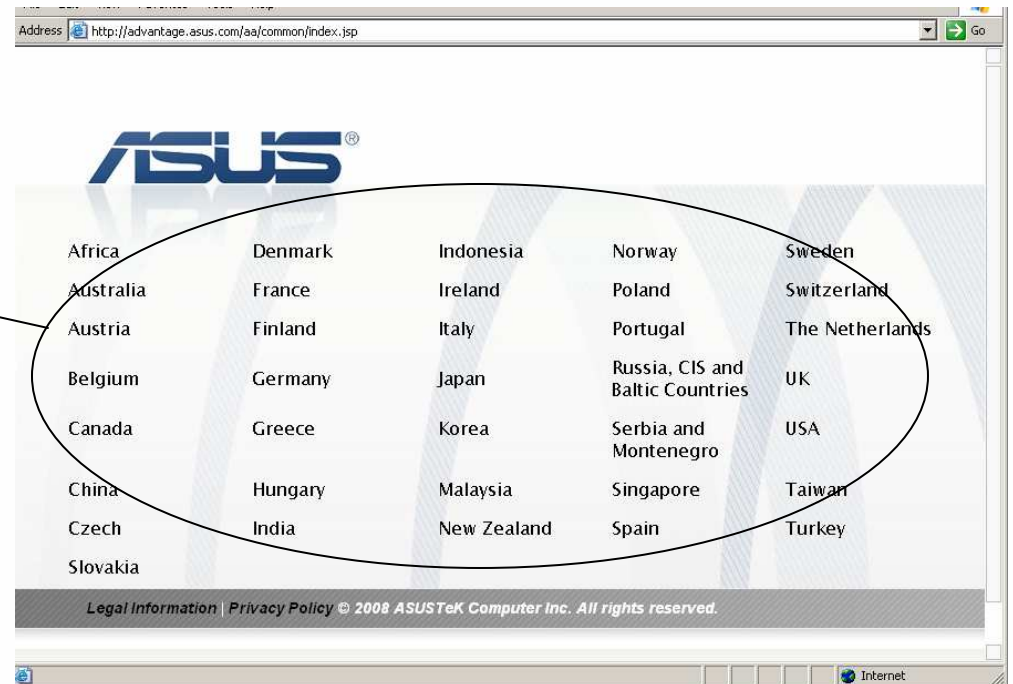 Address http://advantage.asus.com/aa/common/index.jsp Go
ASUS®
Africa Denmark Indonesia Norway Sweden
Australia France Ireland Poland Switzerland
Austria Finland Italy Portugal The Netherlands
Belgium Germany Japan Russia, CIS and Baltic Countries UK
Canada Greece Korea Serbia and Montenegro USA
China Hungary Malaysia Singapore Taiwan
Czech India New Zealand Spain Turkey
Slovakia
Legal Information | Privacy Policy © 2008 ASUSTeK Computer Inc. All rights reserved.
Internet